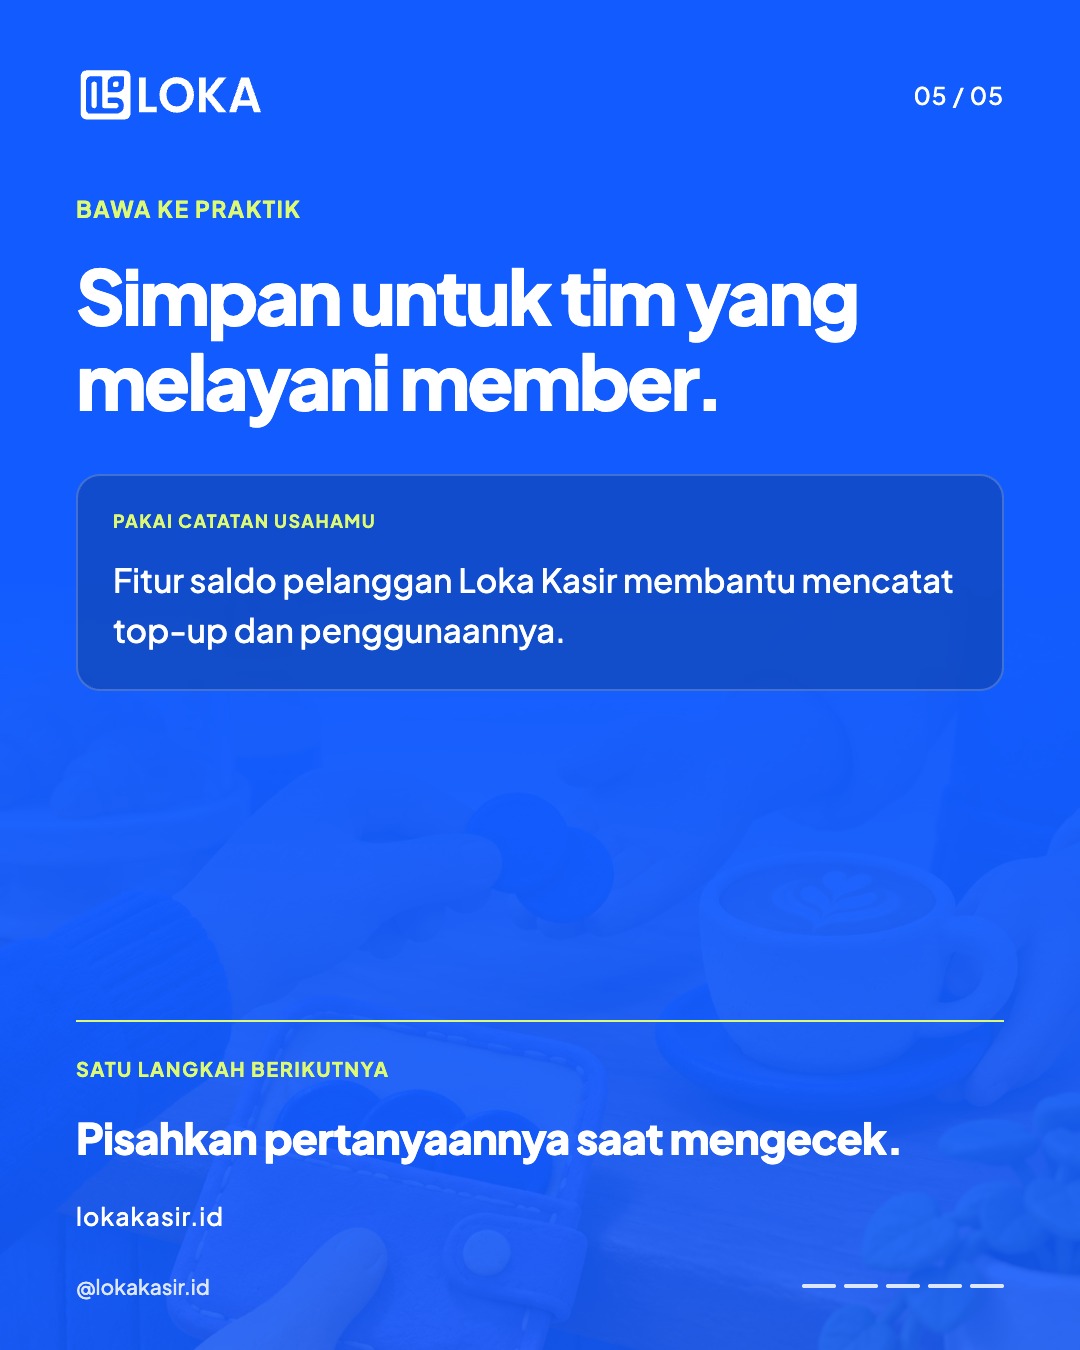 LOKA
05 / 05
BAWA KE PRAKTIK
Simpan untuk tim yang
melayani member.
PAKAI CATATAN USAHAMU
Fitur saldo pelanggan Loka Kasir membantu mencatat
top-up dan penggunaannya.
SATU LANGKAH BERIKUTNYA
Pisahkan pertanyaannya saat mengecek.
lokakasir.id
@lokakasir.id